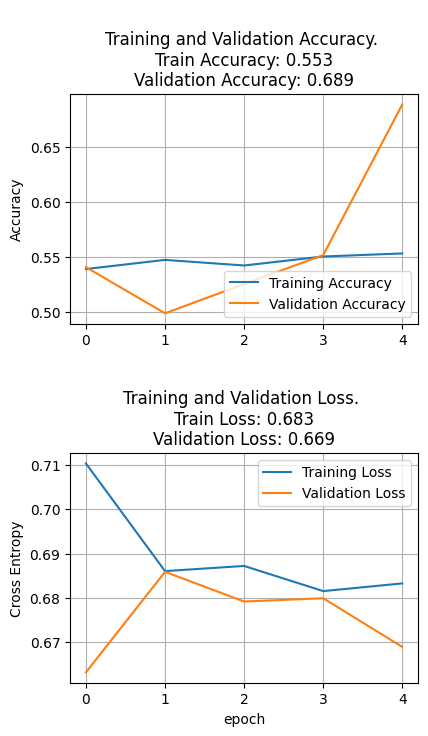 Training and Validation Accuracy.
Train Accuracy: 0.553
Validation Accuracy: 0.689
Accuracy
0.65
0.60
0.55
0.50
Training Accuracy
Validation Accuracy
0 1 2 3 4
Training and Validation Loss.
Train Loss: 0.683
Validation Loss: 0.669
Cross Entropy
0.71
0.70
0.69
0.68
0.67
Training Loss
Validation Loss
0 1 2 3 4
epoch